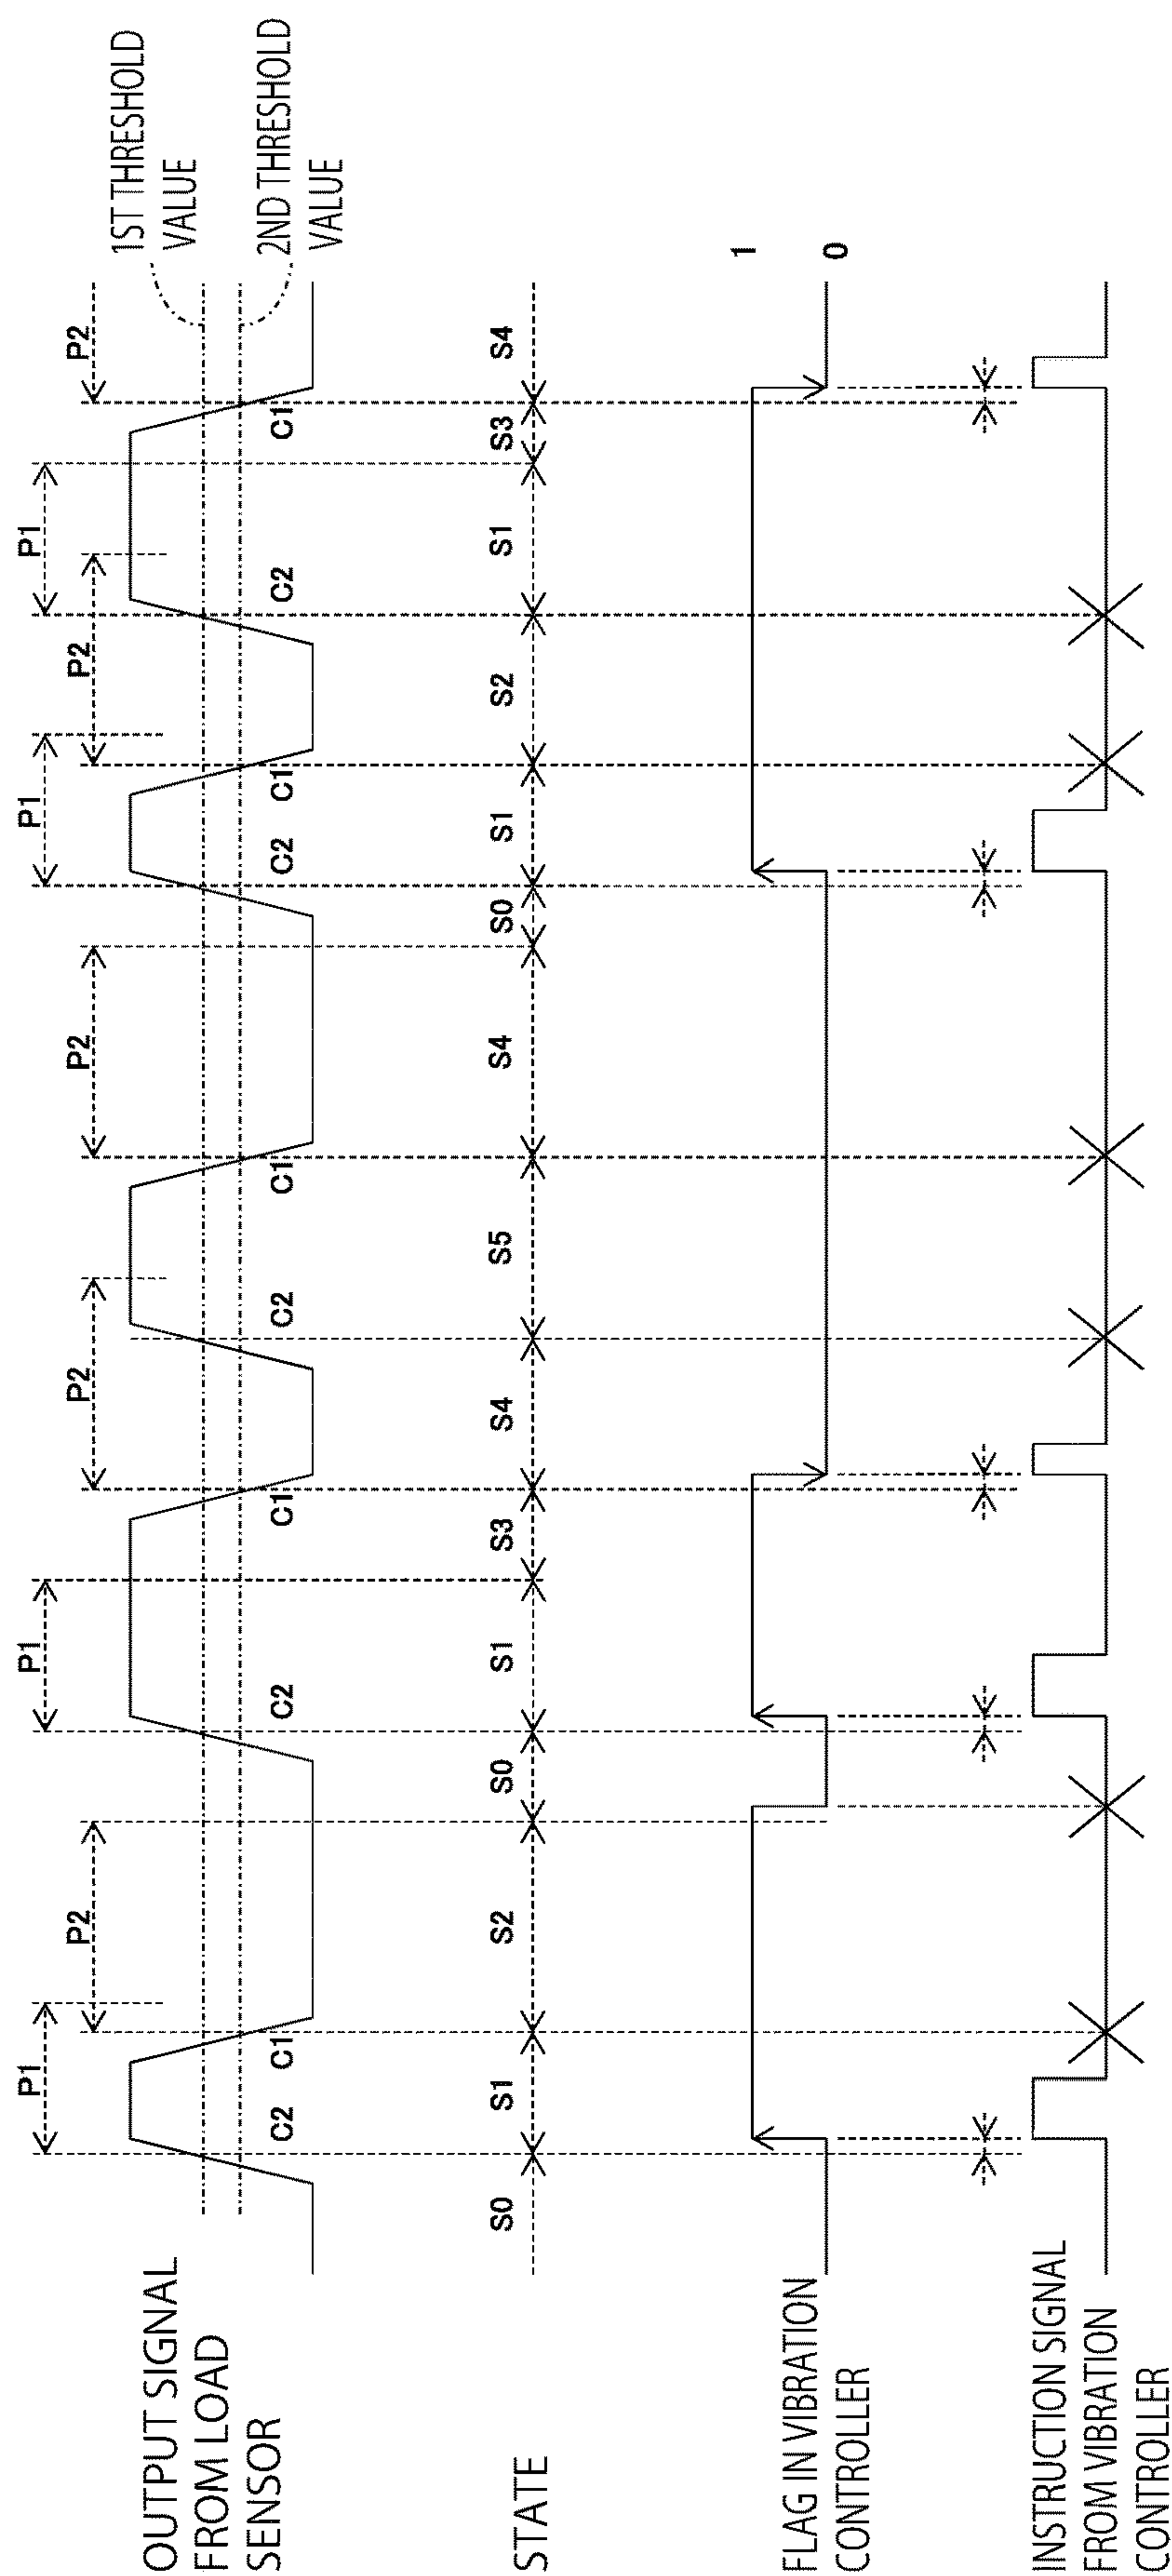 P1 P1 P1 P1
P2 P2 P2 P2 P2
1ST THRESHOLD
VALUE
2ND THRESHOLD
VALUE
OUTPUT SIGNAL
FROM LOAD
SENSOR
C2 C1 C2 C1 C2 C1 C2 C1 C2 C1
STATE
S0 S1 S2 S0 S1 S3 S4 S5 S4 S0 S1 S2 S1 S3 S4
FLAG IN VIBRATION
CONTROLLER
1
0
INSTRUCTION SIGNAL
FROM VIBRATION
CONTROLLER